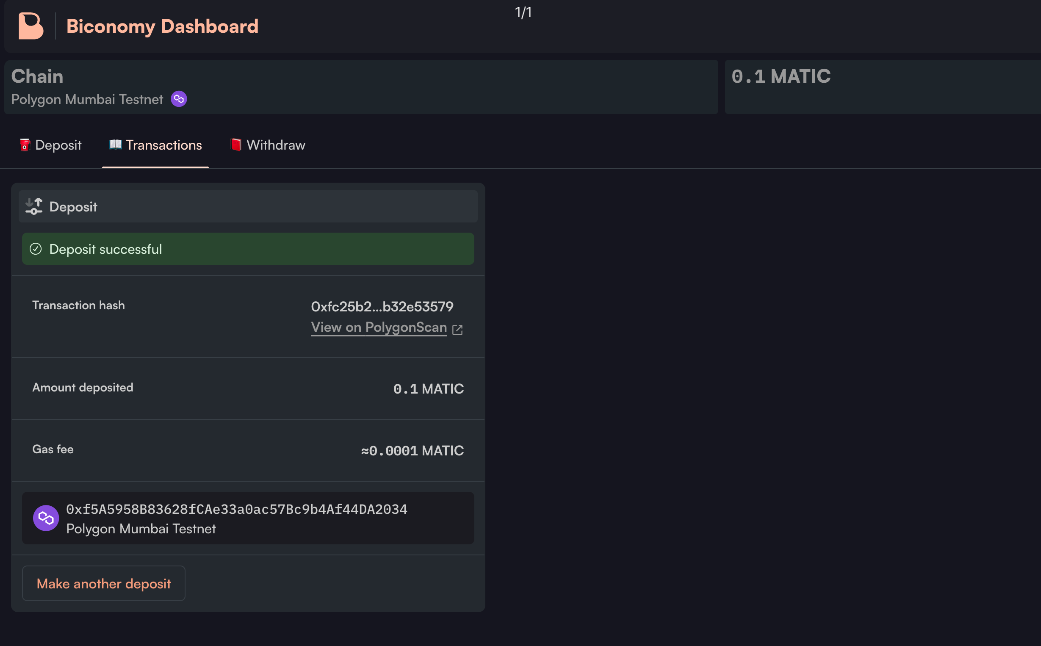 1/1
Biconomy Dashboard
Chain
Polygon Mumbai Testnet
0.1 MATIC
Deposit
Transactions
Withdraw
Deposit
Deposit successful
Transaction hash
0xfc25b2...b32e53579
View on PolygonScan
Amount deposited
0.1 MATIC
Gas fee
≈0.0001 MATIC
0xf5A5958B83628fCAe33a0ac57Bc9b4Af44DA2034
Polygon Mumbai Testnet
Make another deposit